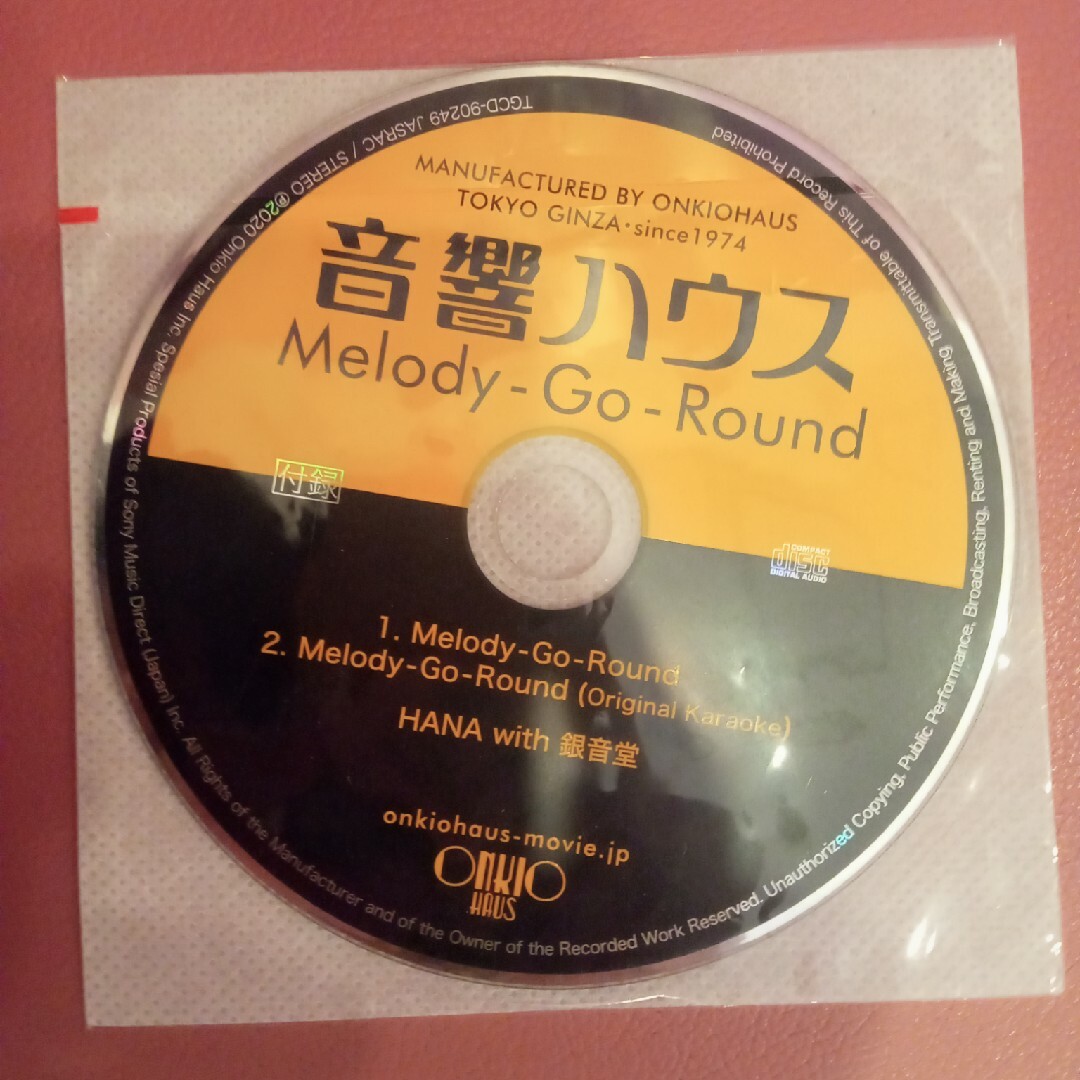 MANUFACTURED BY ONKIOHAUS
TOKYO GINZA・since1974
音響ハウス
Melody-Go-Round
付録
COMPACT
disc
DIGITAL AUDIO
1. Melody-Go-Round
2. Melody-Go-Round (Original Karaoke)
HANA with 銀音堂
onkiohaus-movie.jp
ONKIO
HAUS
TGCD-90249 JASRAC / STEREO ℗2020 Onkio Haus Inc. Spesial Products of Sony Music Direct (Japan) Inc. All Rights of the Manufacturer and of the Owner of the Recorded Work Reserved. Unauthorized Copying, Public Performance, Broadcasting, Renting and Making Transmittable of This Record Prohibited